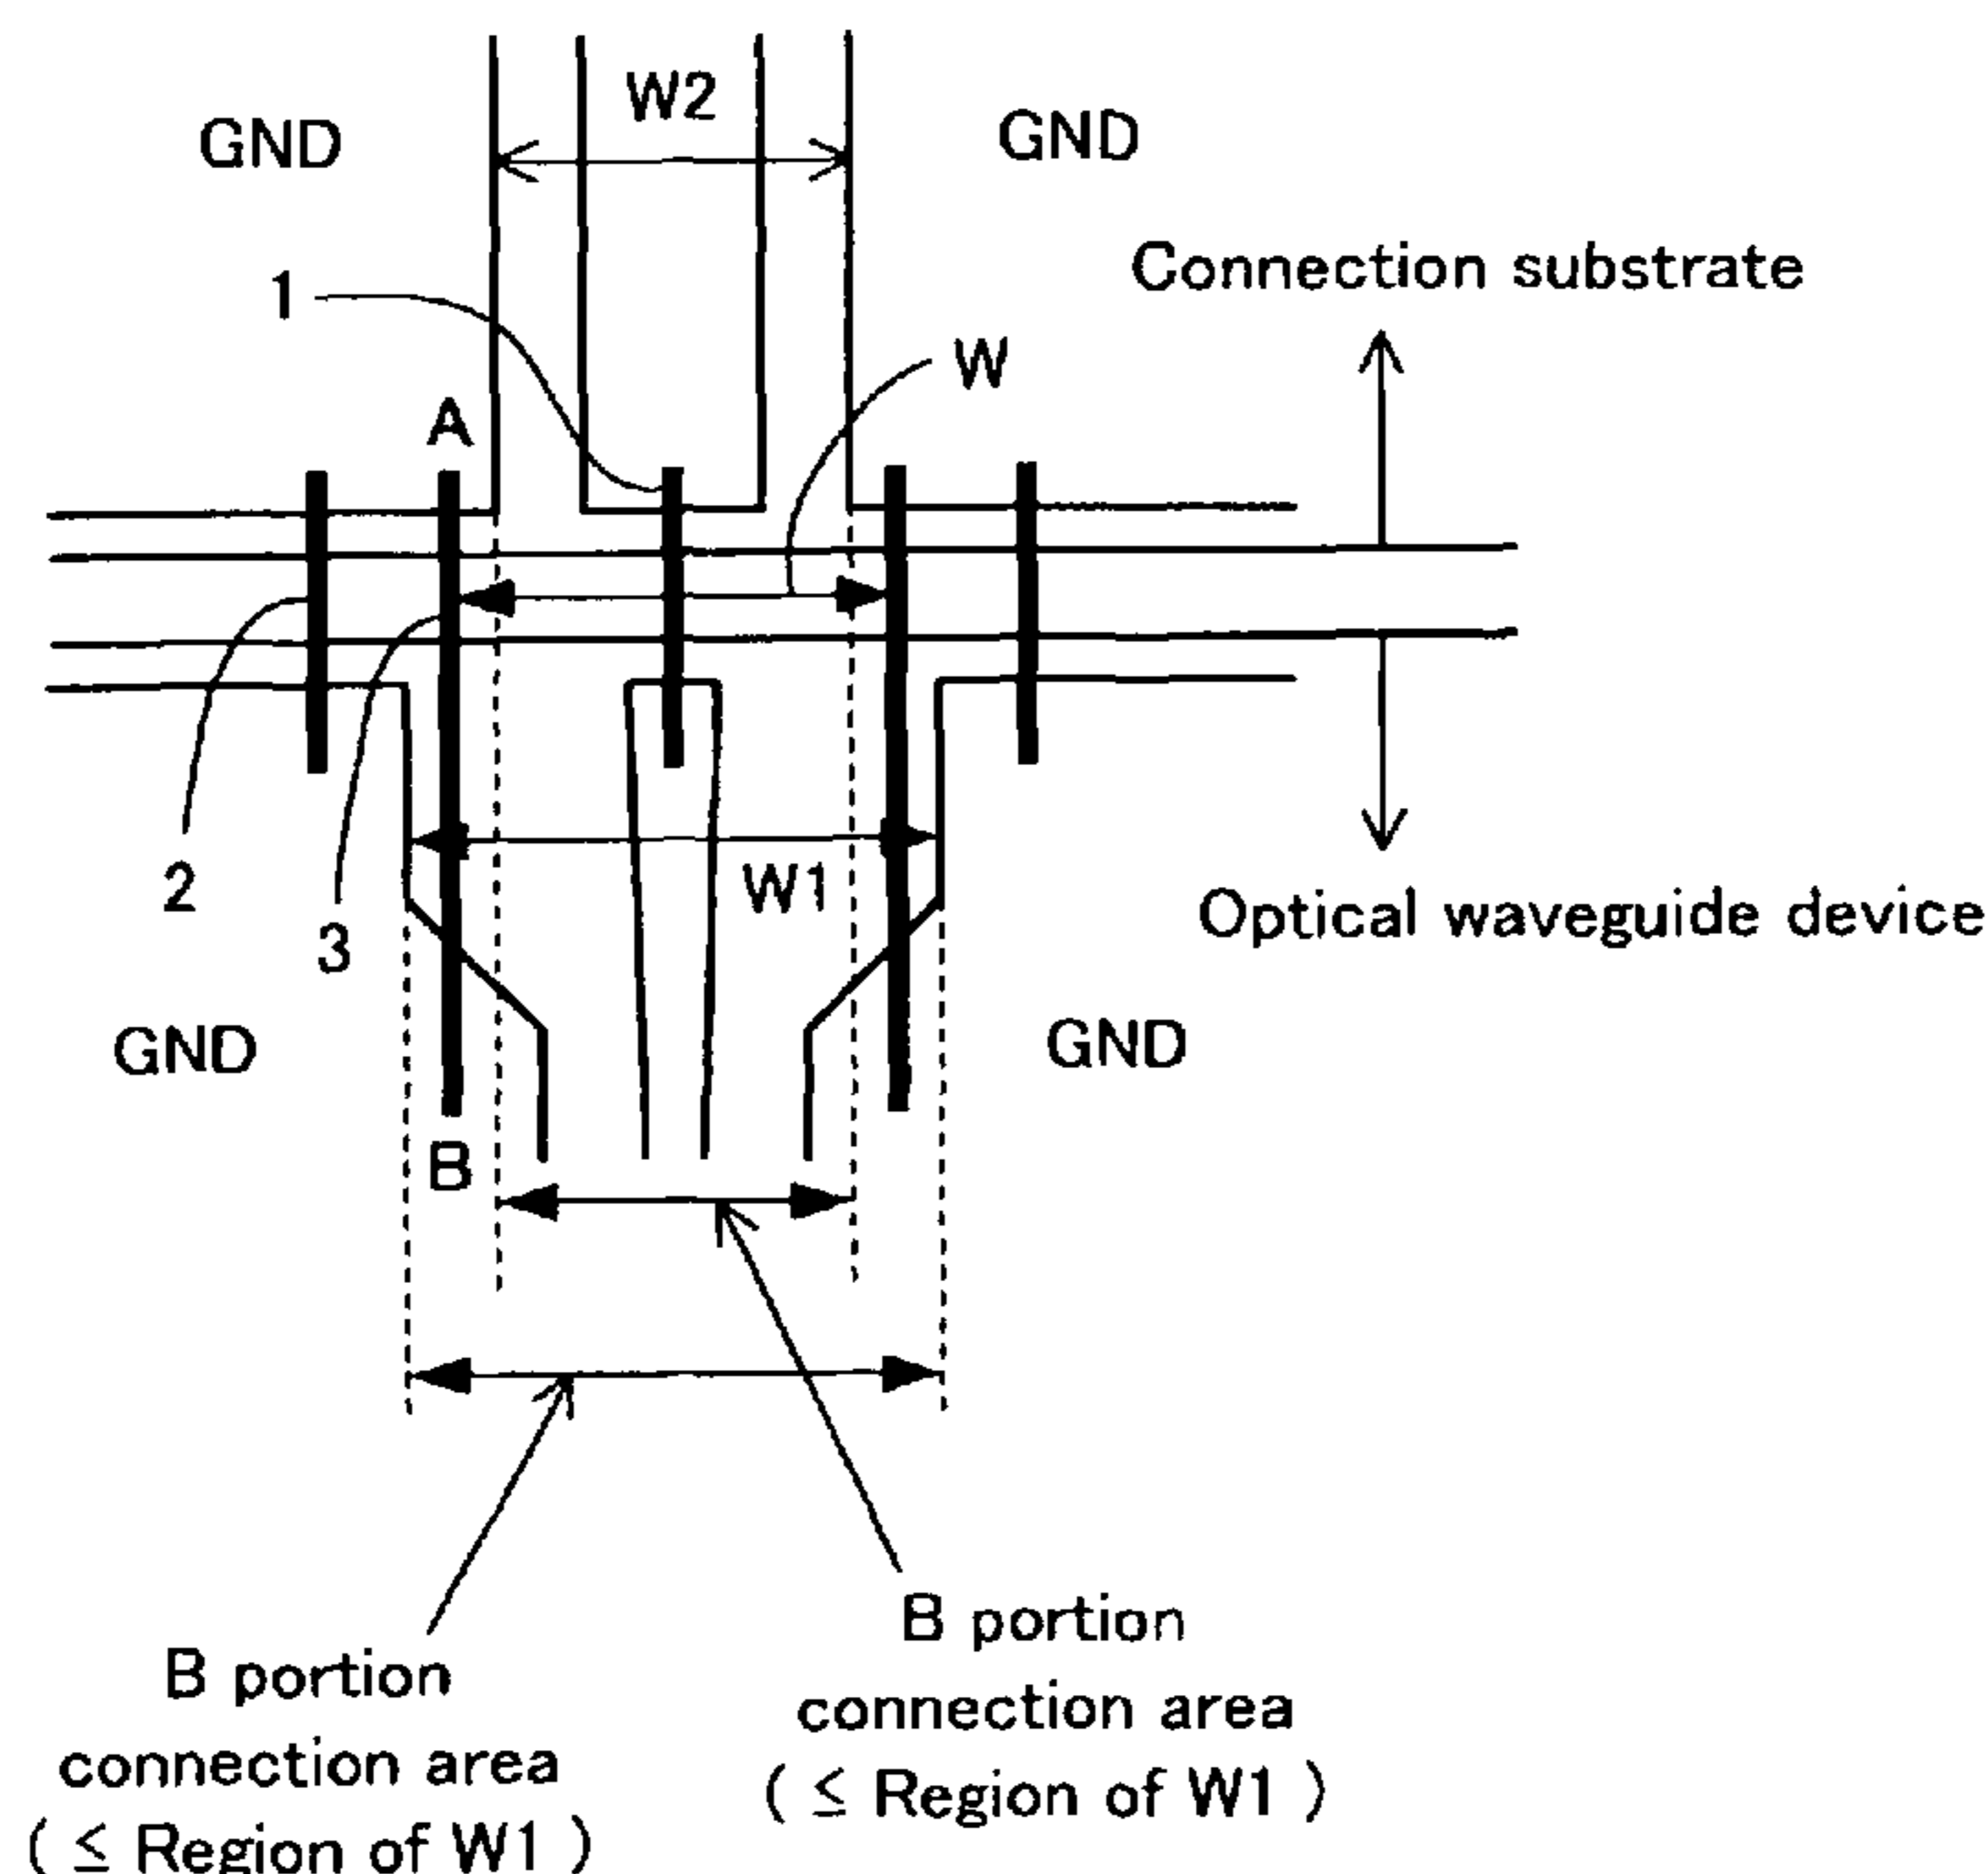 W2
GND
GND
Connection substrate
1
W
A
2
3
W1
Optical waveguide device
GND
GND
B
B portion
connection area
( ≤ Region of W1 )
B portion
connection area
( ≤ Region of W1 )